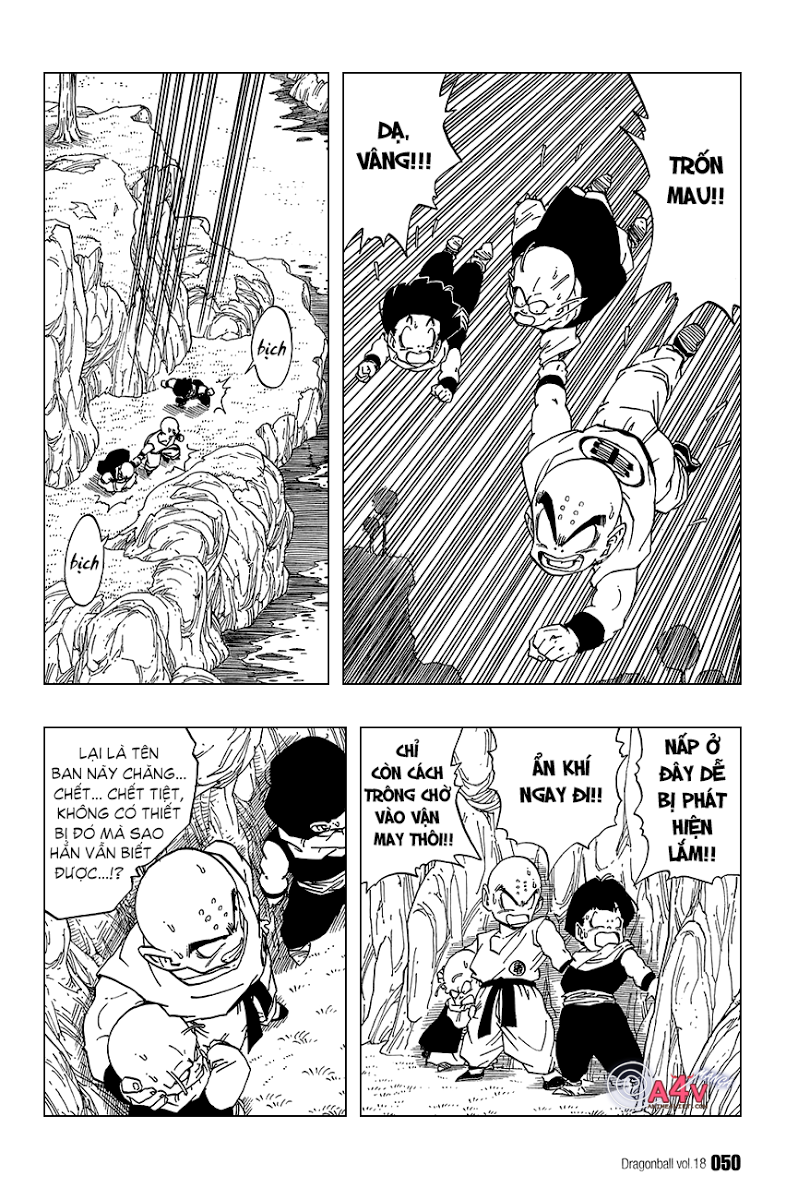 TRỐN
MAU!!
DẠ,
VÂNG!!!
bịch
bịch
NẤP Ở
ĐÂY DỄ
BỊ PHÁT
HIỆN
LẮM!!
ẨN KHÍ
NGAY ĐI!!
CHỈ
CÒN CÁCH
TRÔNG CHỜ
VÀO VẬN
MAY THÔI!!
LẠI LÀ TÊN
BAN NÃY CHĂNG...
CHẾT... CHẾT TIỆT,
KHÔNG CÓ THIẾT
BỊ ĐÓ MÀ SAO
HẮN VẪN BIẾT
ĐƯỢC...!?
A4V
Dragonball vol.18 050